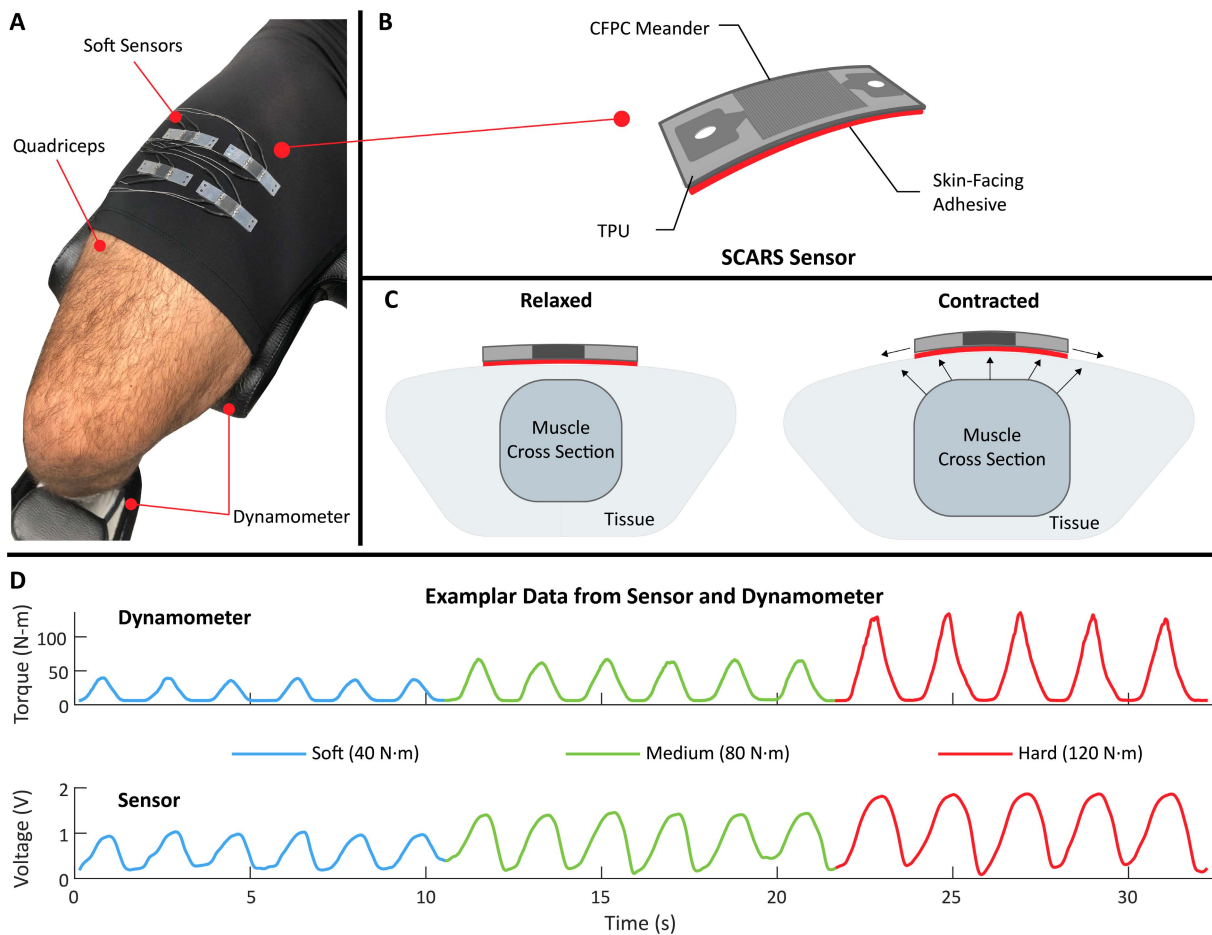 A
Soft Sensors
Quadriceps
Dynamometer
B
CFPC Meander
TPU
Skin-Facing
Adhesive
SCARS Sensor
C
Relaxed
Contracted
Muscle
Cross Section
Tissue
Muscle
Cross Section
Tissue
D
Examplar Data from Sensor and Dynamometer
Dynamometer
Torque (N-m)
100
50
0
Soft (40 N·m)
Medium (80 N·m)
Hard (120 N·m)
Sensor
Voltage (V)
2
1
0
0
5
10
15
20
25
30
Time (s)